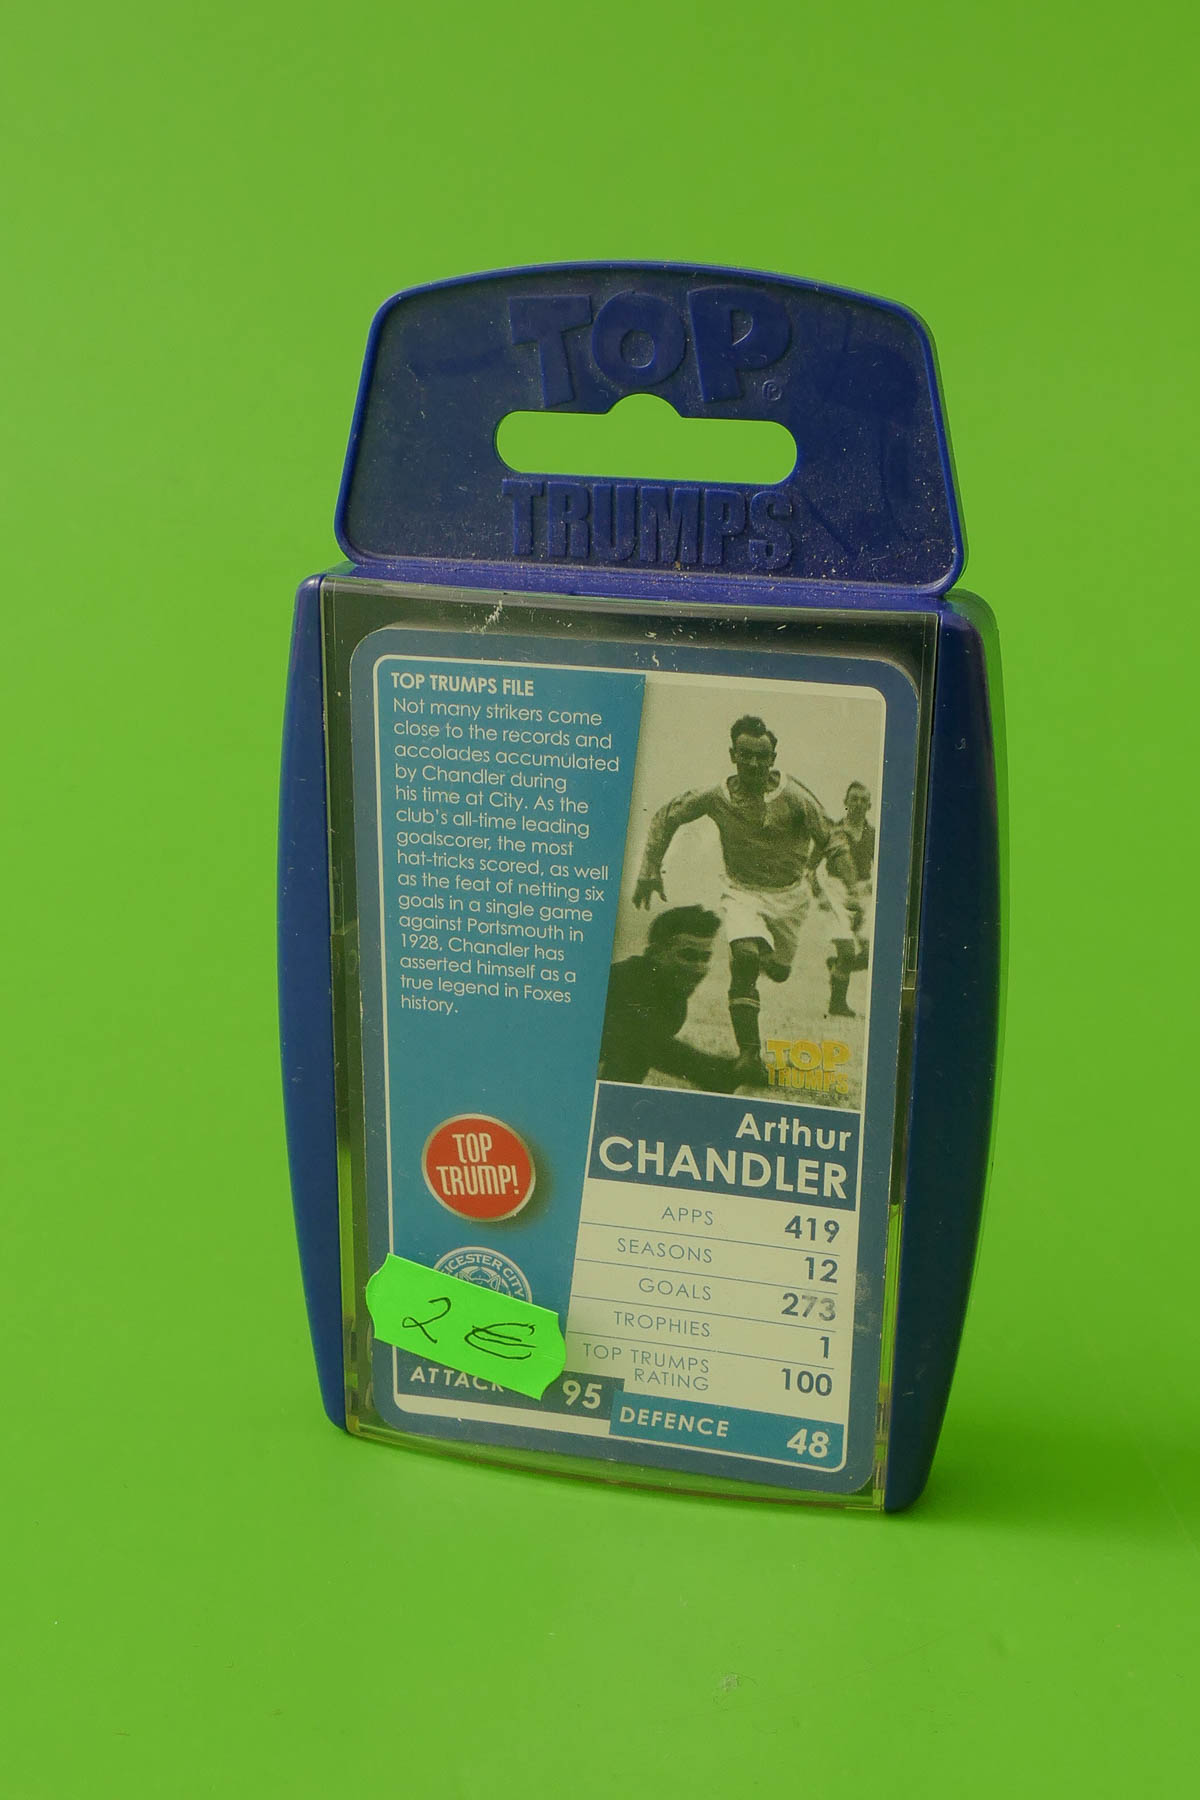 TOP
®
TRUMPS
TOP TRUMPS FILE
Not many strikers come
close to the records and
accolades accumulated
by Chandler during
his time at City. As the
club's all-time leading
goalscorer, the most
hat-tricks scored, as well
as the feat of netting six
goals in a single game
against Portsmouth in
1928, Chandler has
asserted himself as a
true legend in Foxes
history.
TOP
TRUMPS
Arthur
CHANDLER
TOP
TRUMP!
APPS 419
SEASONS 12
GOALS 273
TROPHIES 1
TOP TRUMPS
RATING 100
ICESTER CITY
2 €
ATTACK 95
DEFENCE 48